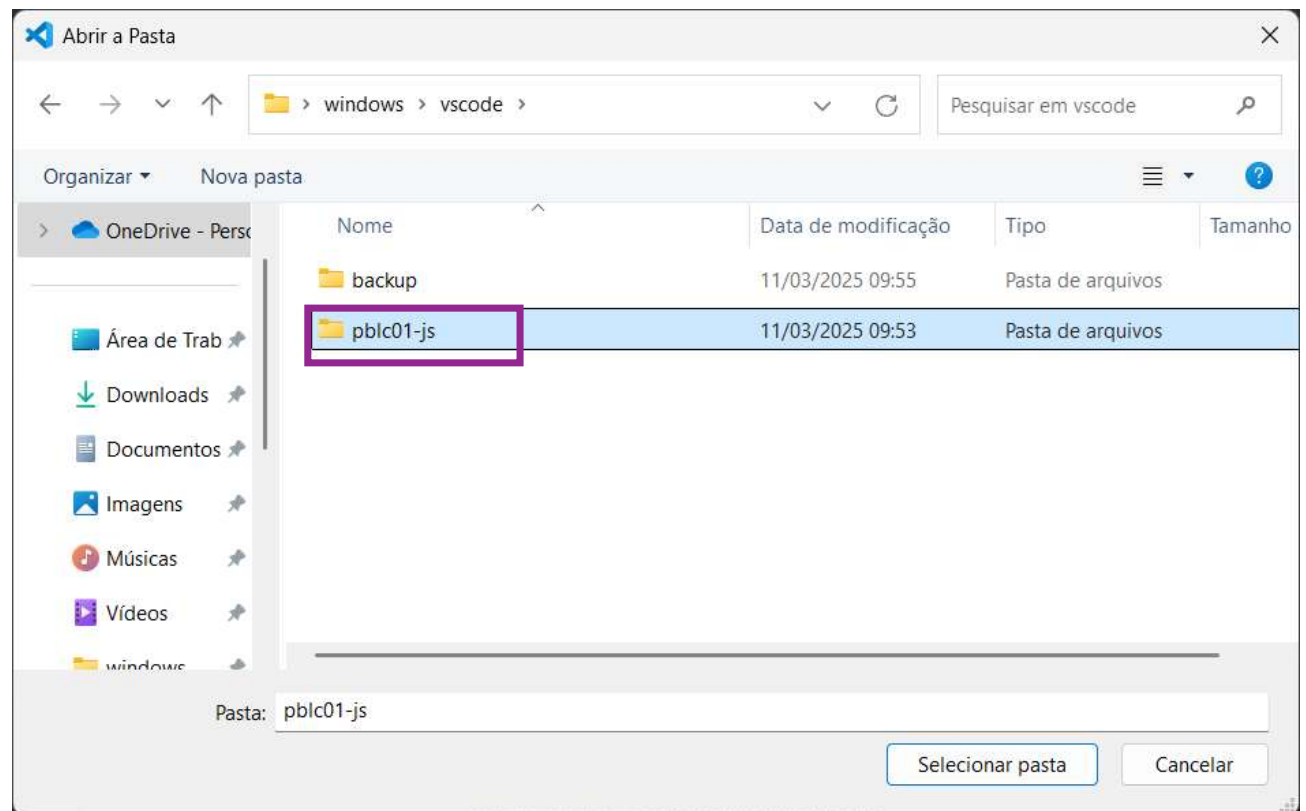 Abrir a Pasta
windows vscode
Pesquisar em vscode
Organizar Nova pasta
OneDrive - Perso
Nome Data de modificação Tipo Tamanho
backup 11/03/2025 09:55 Pasta de arquivos
pblc01-js 11/03/2025 09:53 Pasta de arquivos
Área de Trab
Downloads
Documentos
Imagens
Músicas
Vídeos
windows
Pasta: pblc01-js
Selecionar pasta Cancelar